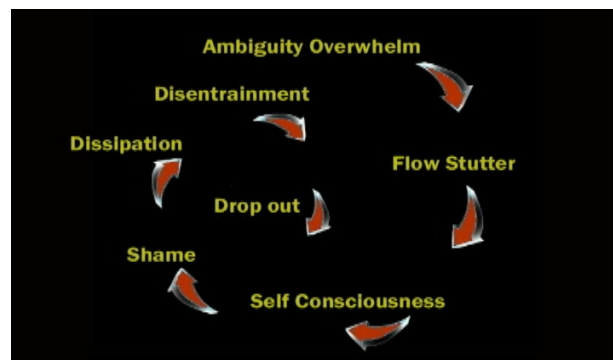 Ambiguity Overwhelm
Disentrainment
Dissipation
Flow Stutter
Drop out
Shame
Self Consciousness